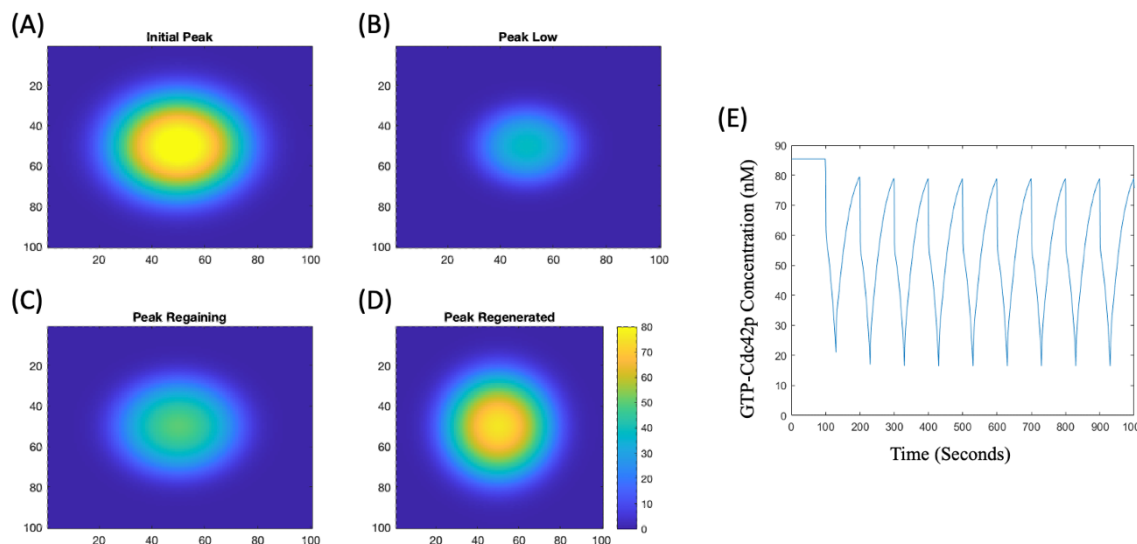 (A)
Initial Peak
20
40
60
80
100
20 40 60 80 100
(B)
Peak Low
20
40
60
80
100
20 40 60 80 100
(C)
Peak Regaining
20
40
60
80
100
20 40 60 80 100
(D)
Peak Regenerated
20
40
60
80
100
20 40 60 80 100
80
70
60
50
40
30
20
10
0
(E)
GTP-Cdc42p Concentration (nM)
90
80
70
60
50
40
30
20
10
0
0 100 200 300 400 500 600 700 800 900 100
Time (Seconds)